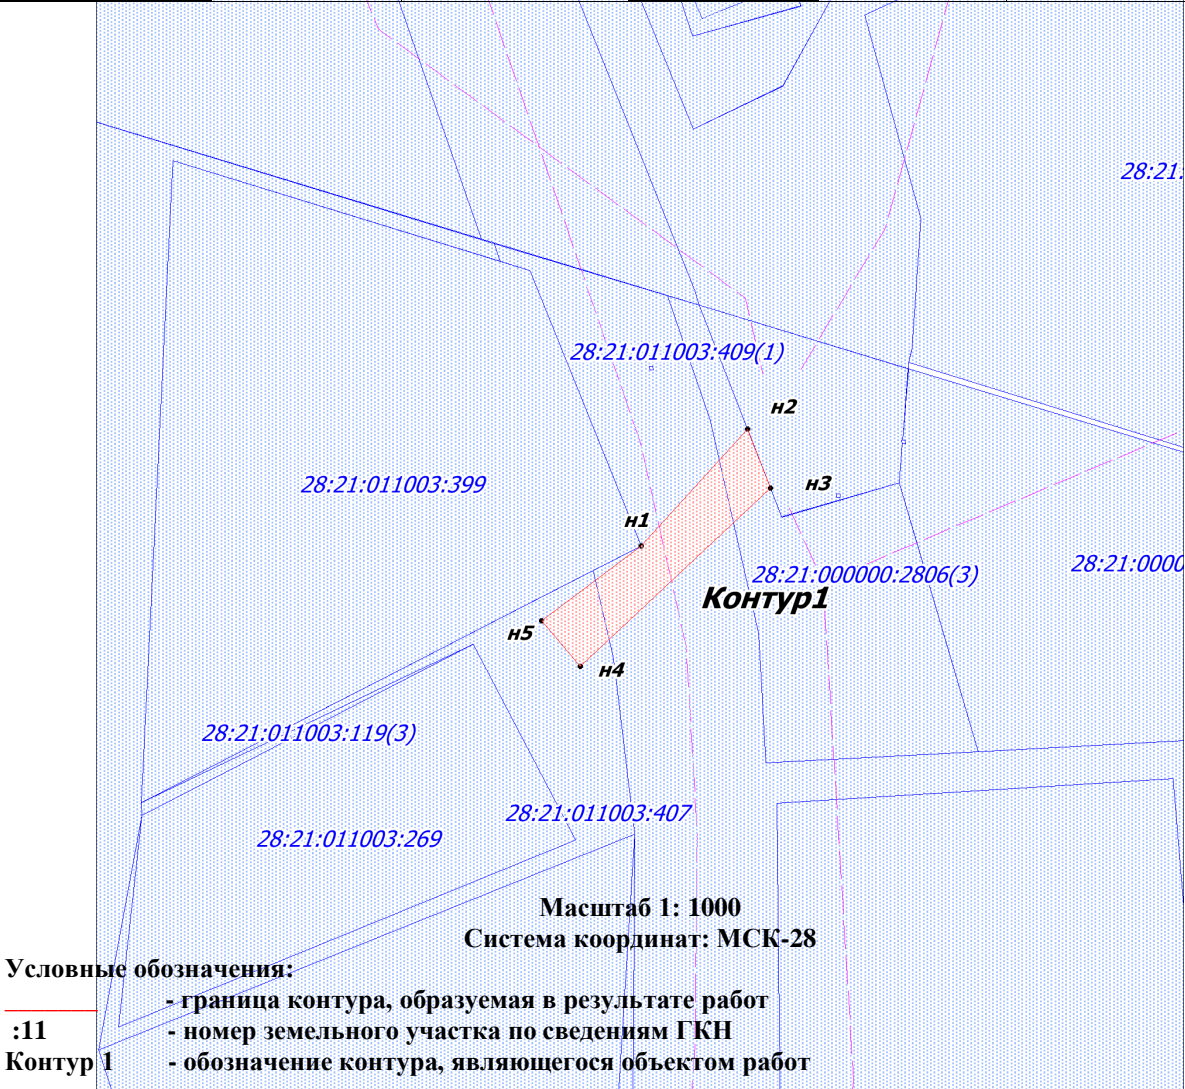 28:21:
28:21:011003:409(1)
н2
28:21:011003:399
н3
н1
28:21:000000:2806(3)
28:21:0000
Контур1
н5
н4
28:21:011003:119(3)
28:21:011003:407
28:21:011003:269
Масштаб 1: 1000
Система координат: МСК-28
Условные обозначения:
- граница контура, образуемая в результате работ
:11 - номер земельного участка по сведениям ГКН
Контур 1 - обозначение контура, являющегося объектом работ